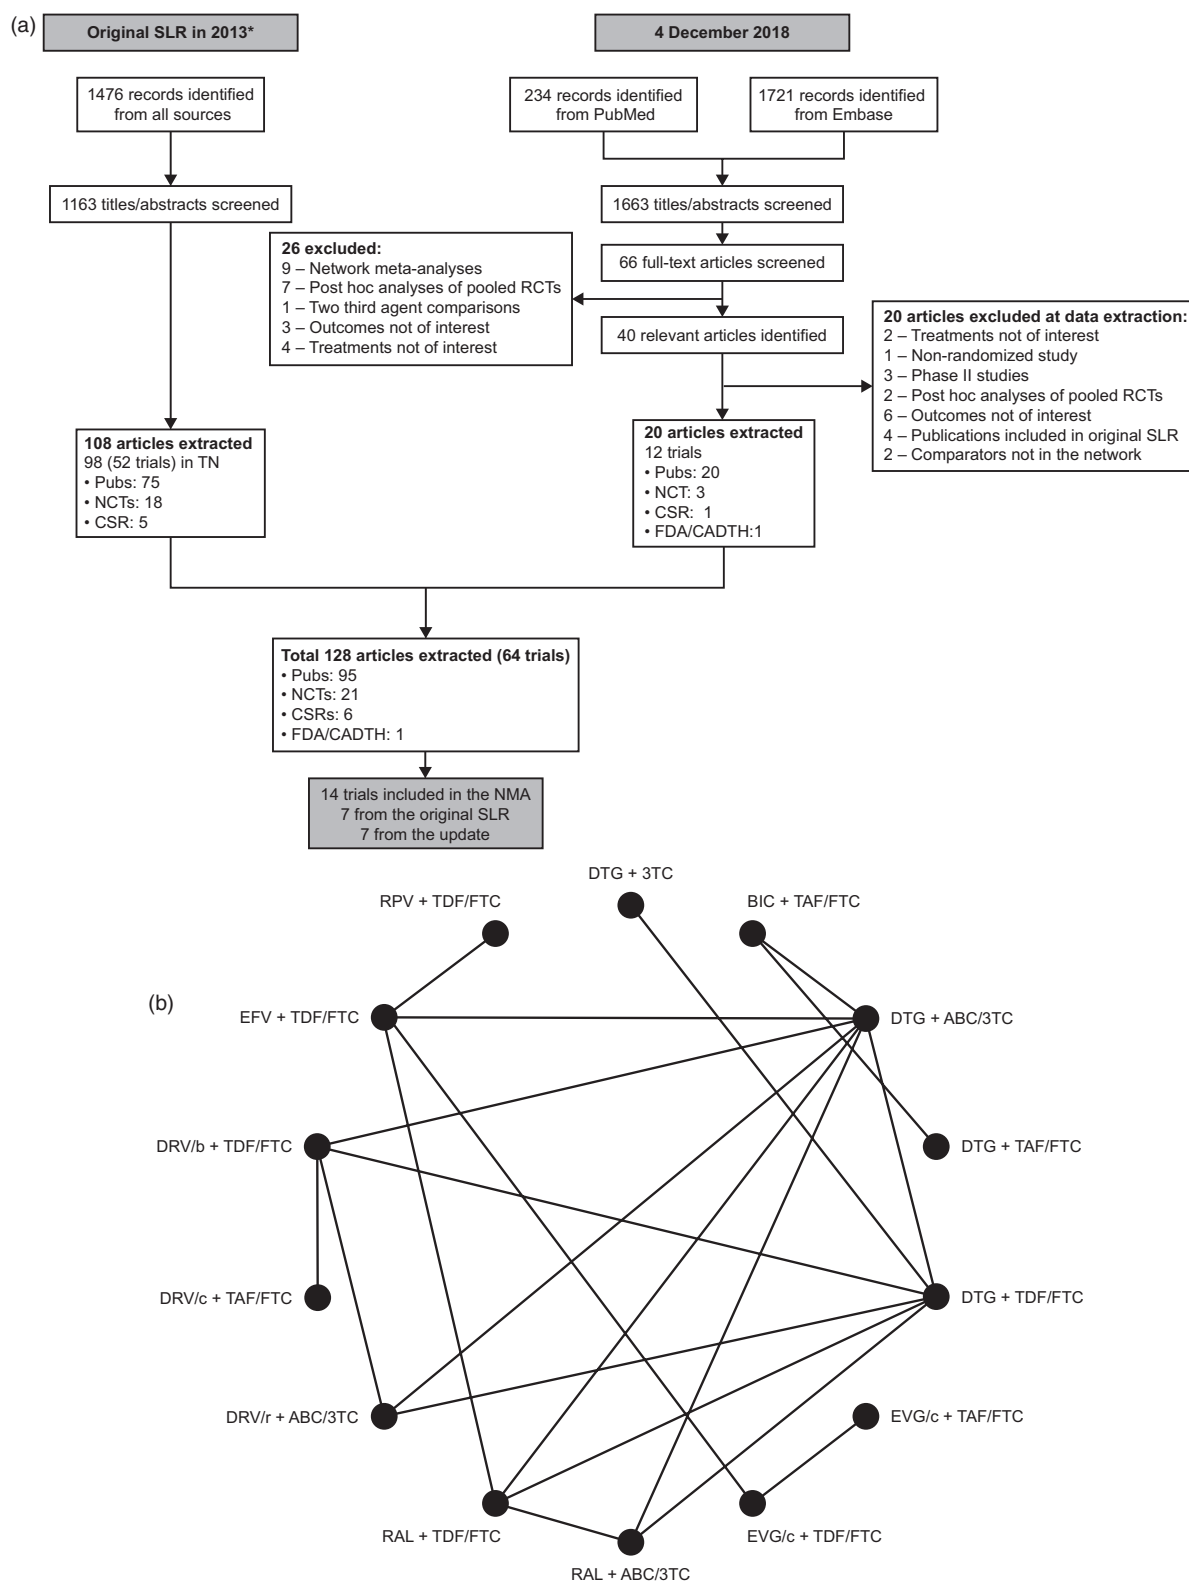 (a)
Original SLR in 2013*
4 December 2018
1476 records identified
from all sources
234 records identified
from PubMed
1721 records identified
from Embase
1163 titles/abstracts screened
1663 titles/abstracts screened
26 excluded:
9 – Network meta-analyses
7 – Post hoc analyses of pooled RCTs
1 – Two third agent comparisons
3 – Outcomes not of interest
4 – Treatments not of interest
66 full-text articles screened
40 relevant articles identified
20 articles excluded at data extraction:
2 – Treatments not of interest
1 – Non-randomized study
3 – Phase II studies
2 – Post hoc analyses of pooled RCTs
6 – Outcomes not of interest
4 – Publications included in original SLR
2 – Comparators not in the network
108 articles extracted
98 (52 trials) in TN
• Pubs: 75
• NCTs: 18
• CSR: 5
20 articles extracted
12 trials
• Pubs: 20
• NCT: 3
• CSR: 1
• FDA/CADTH:1
Total 128 articles extracted (64 trials)
• Pubs: 95
• NCTs: 21
• CSRs: 6
• FDA/CADTH: 1
14 trials included in the NMA
7 from the original SLR
7 from the update
(b)
DTG + 3TC
RPV + TDF/FTC
BIC + TAF/FTC
EFV + TDF/FTC
DTG + ABC/3TC
DRV/b + TDF/FTC
DTG + TAF/FTC
DRV/c + TAF/FTC
DTG + TDF/FTC
DRV/r + ABC/3TC
EVG/c + TAF/FTC
RAL + TDF/FTC
EVG/c + TDF/FTC
RAL + ABC/3TC